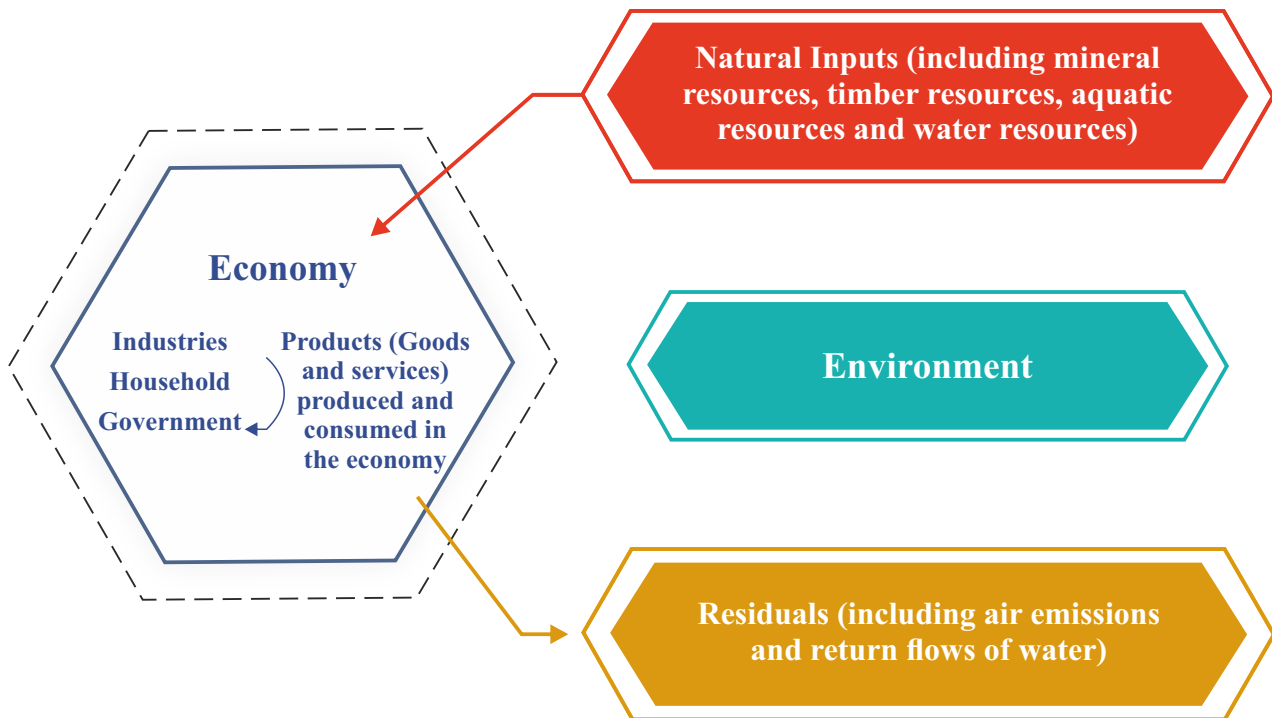 Natural Inputs (including mineral
resources, timber resources, aquatic
resources and water resources)
Economy
Industries
Household
Government
Products (Goods
and services)
produced and
consumed in
the economy
Environment
Residuals (including air emissions
and return flows of water)